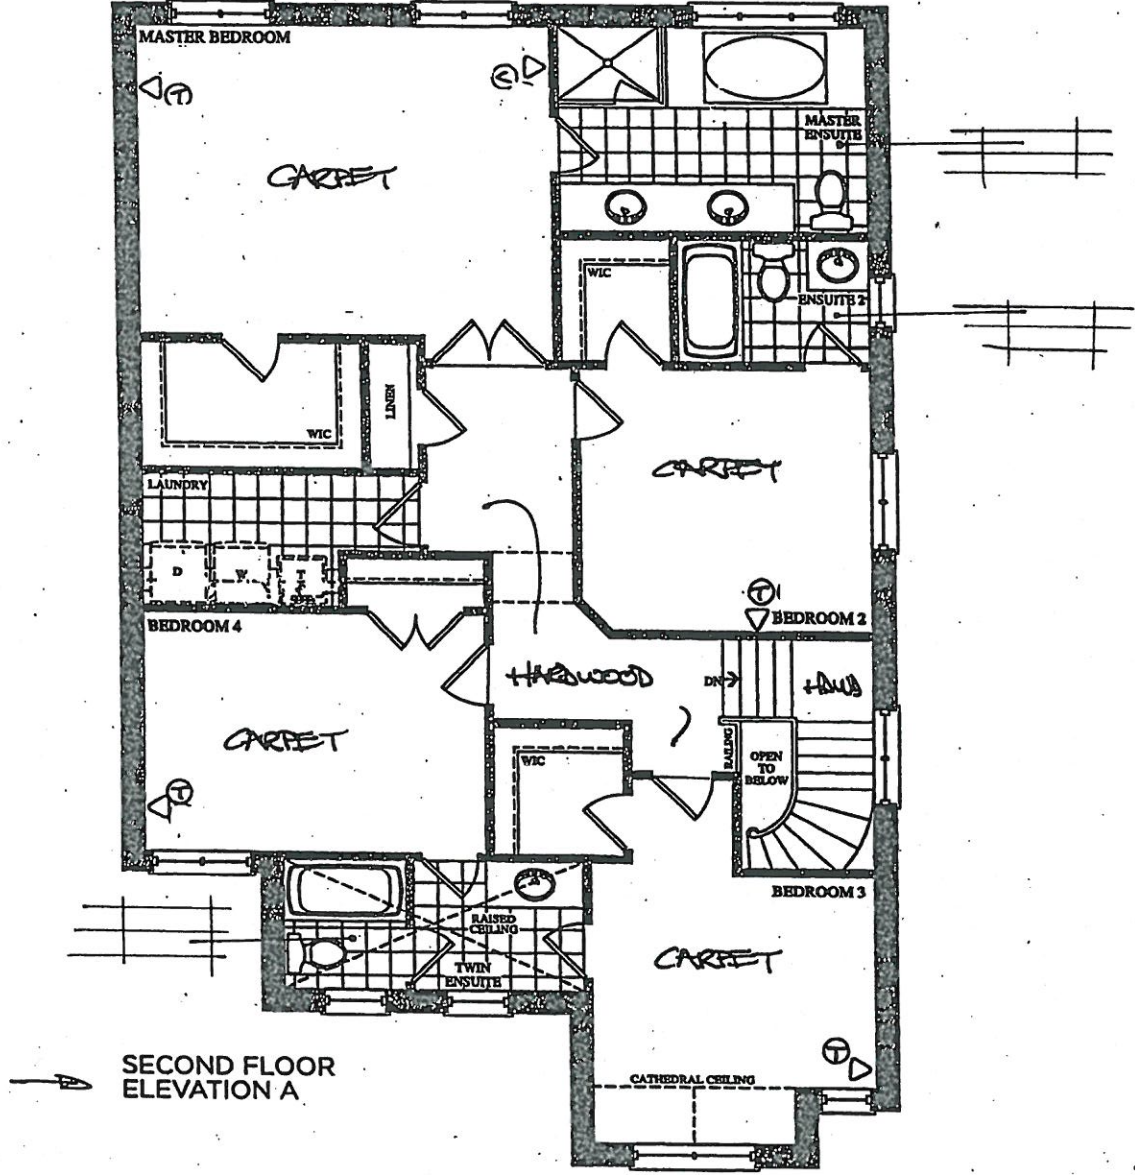 MASTER BEDROOM
T
C
CARPET
MASTER
ENSUITE
WIC
ENSUITE 2
LINEN
WIC
CARPET
LAUNDRY
D
W
T
BEDROOM 2
BEDROOM 4
HARDWOOD
DN
CARPET
RAILING
OPEN
TO
BELOW
WIC
T
BEDROOM 3
RAISED
CEILING
CARPET
TWIN
ENSUITE
T
CATHEDRAL CEILING
SECOND FLOOR
ELEVATION A